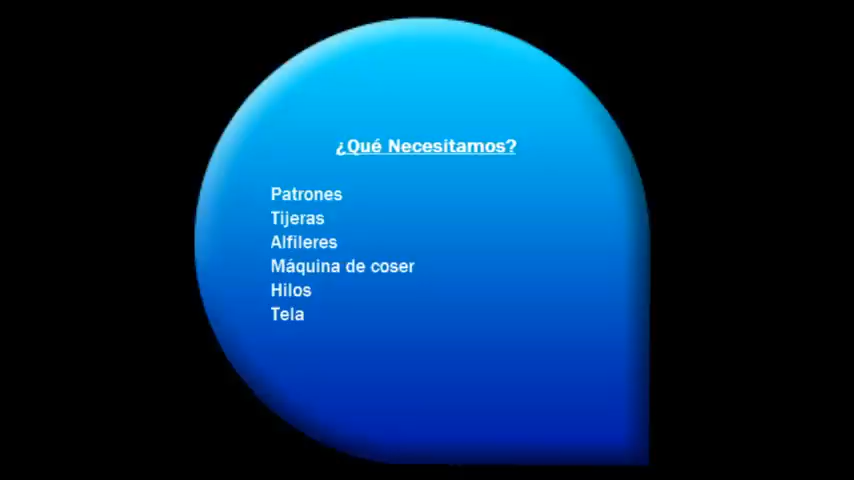 ¿Qué Necesitamos?
Patrones
Tijeras
Alfileres
Máquina de coser
Hilos
Tela